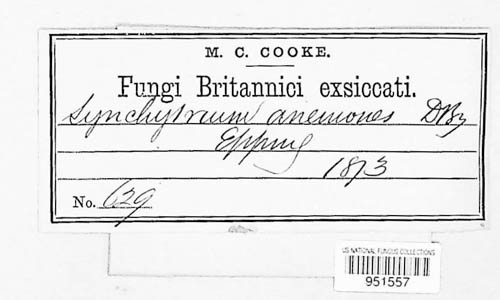 M. C. COOKE.
Fungi Britannici exsiccati.
Synchytrium anemones DBy
Epping
1873
No. 629
US NATIONAL FUNGUS COLLECTIONS
951557